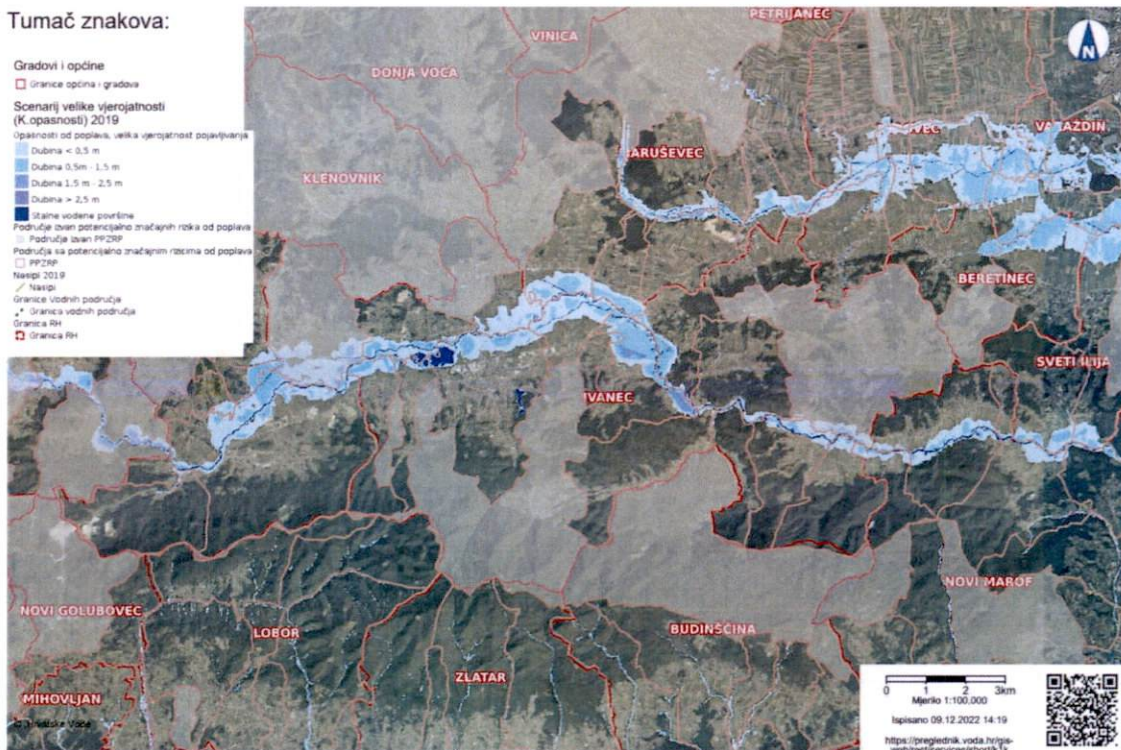 Tumač znakova:
Gradovi i općine
Granice općina i gradova
Scenarij velike vjerojatnosti
(K.opasnosti) 2019
Opasnosti od poplava, velika vjerojatnost pojavljivanja
Dubina < 0,5 m
Dubina 0,5m - 1,5 m
Dubina 1,5 m - 2,5 m
Dubina > 2,5 m
Stalne vodene površine
Područje izvan potencijalno značajnih rizika od poplava
Područje izvan PPZRP
Područja sa potencijalno značajnim rizicima od poplava
PPZRP
Nasipi 2019
Nasipi
Granice Vodnih područja
Granica vodnih područja
Granica RH
Granica RH
PETRIJANEC
VINICA
N
DONJA VOĆA
VARAŽDIN
ARUŠEVEC
KLENOVNIK
BERETINEC
SVETI ILIJA
IVANEC
NOVI MAROF
NOVI GOLUBOVEC
LOBOR
BUDINŠČINA
ZLATAR
MIHOVLJAN
© Hrvatske Vode
0 1 2 3km
Mjerilo 1:100,000
Ispisano 09.12.2022 14:19
https://preglednik.voda.hr/gis-